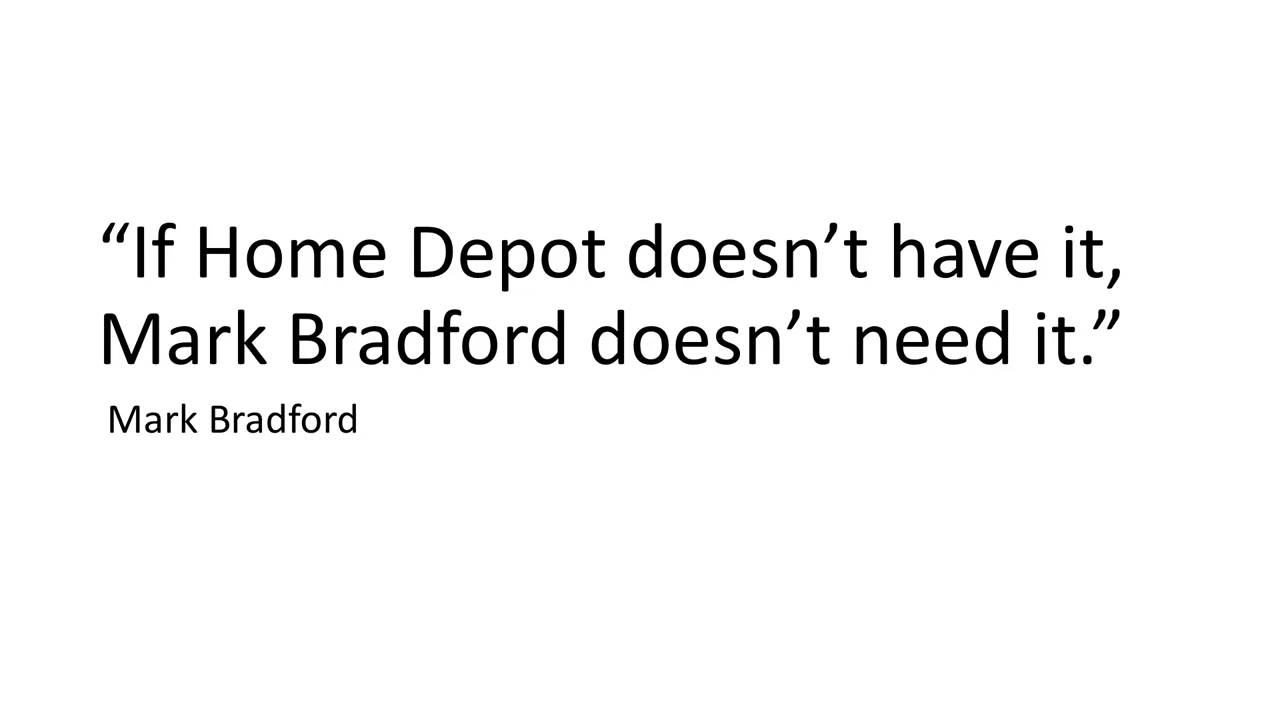 “If Home Depot doesn’t have it,
Mark Bradford doesn’t need it.”
Mark Bradford